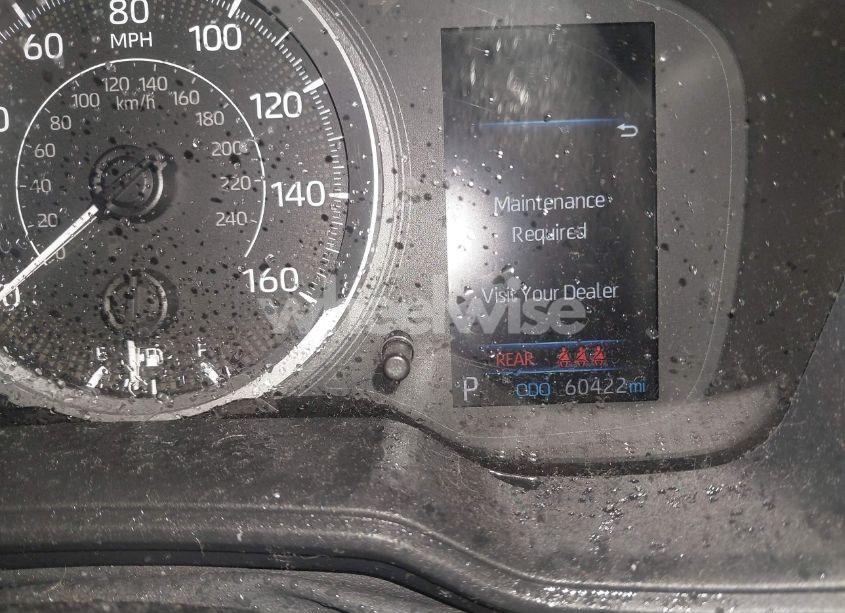 60
80
100
MPH
120
140
160
120 140
100
160
km/h
80
180
60
200
40
220
20
240
Maintenance
Required
Visit Your Dealer
wheelwise
E
F
REAR
P
ODO 60422 mi